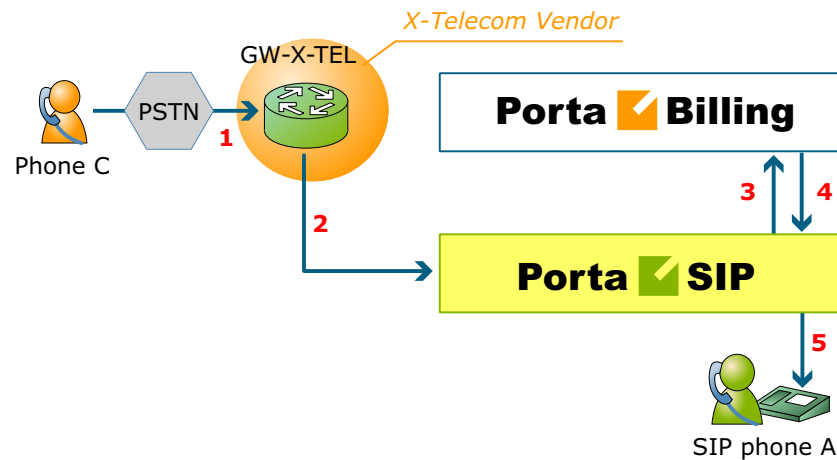 X-Telecom Vendor
GW-X-TEL
PSTN
1
Phone C
Porta Billing
2
3
4
Porta SIP
5
SIP phone A